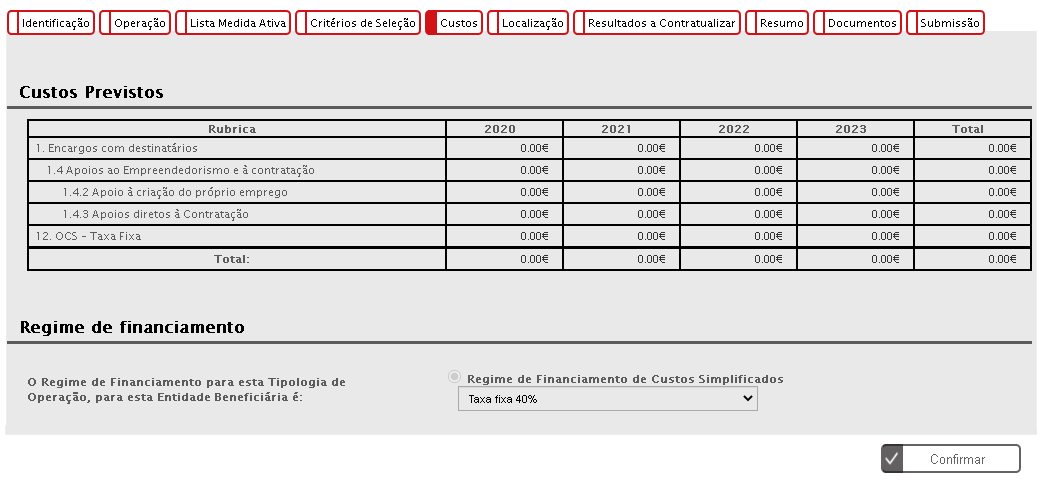 Identificação Operação Lista Medida Ativa Critérios de Seleção Custos Localização Resultados a Contratualizar Resumo Documentos Submissão
Custos Previstos
Rubrica 2020 2021 2022 2023 Total
1. Encargos com destinatários 0.00€ 0.00€ 0.00€ 0.00€ 0.00€
1.4 Apoios ao Empreendedorismo e à contratação 0.00€ 0.00€ 0.00€ 0.00€ 0.00€
1.4.2 Apoio à criação do próprio emprego 0.00€ 0.00€ 0.00€ 0.00€ 0.00€
1.4.3 Apoios diretos à Contratação 0.00€ 0.00€ 0.00€ 0.00€ 0.00€
12. OCS - Taxa Fixa 0.00€ 0.00€ 0.00€ 0.00€ 0.00€
Total: 0.00€ 0.00€ 0.00€ 0.00€ 0.00€
Regime de financiamento
O Regime de Financiamento para esta Tipologia de
Operação, para esta Entidade Beneficiária é:
Regime de Financiamento de Custos Simplificados
Taxa fixa 40%
Confirmar